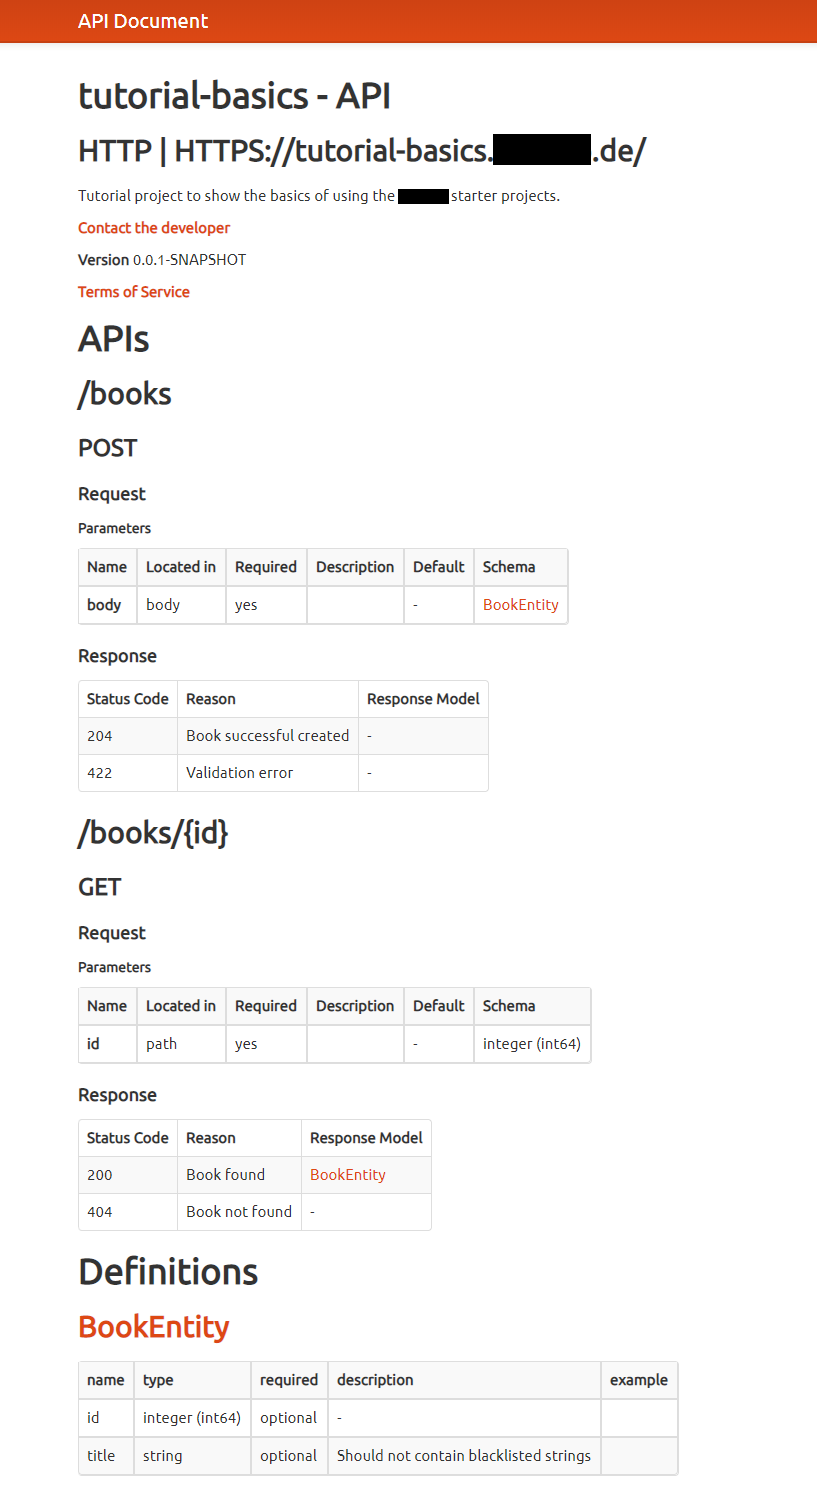 API Document
tutorial-basics - API
HTTP | HTTPS://tutorial-basics. .de/
Tutorial project to show the basics of using the starter projects.
Contact the developer
Version 0.0.1-SNAPSHOT
Terms of Service
APIs
/books
POST
Request
Parameters
Name Located in Required Description Default Schema
body body yes - BookEntity
Response
Status Code Reason Response Model
204 Book successful created -
422 Validation error -
/books/{id}
GET
Request
Parameters
Name Located in Required Description Default Schema
id path yes - integer (int64)
Response
Status Code Reason Response Model
200 Book found BookEntity
404 Book not found -
Definitions
BookEntity
name type required description example
id integer (int64) optional -
title string optional Should not contain blacklisted strings